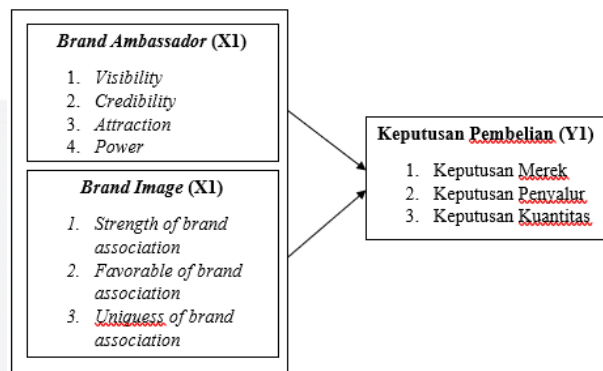 Brand Ambassador (X1)
1. Visibility
2. Credibility
3. Attraction
4. Power
Brand Image (X1)
1. Strength of brand
association
2. Favorable of brand
association
3. Uniquess of brand
association
Keputusan Pembelian (Y1)
1. Keputusan Merek
2. Keputusan Penyalur
3. Keputusan Kuantitas